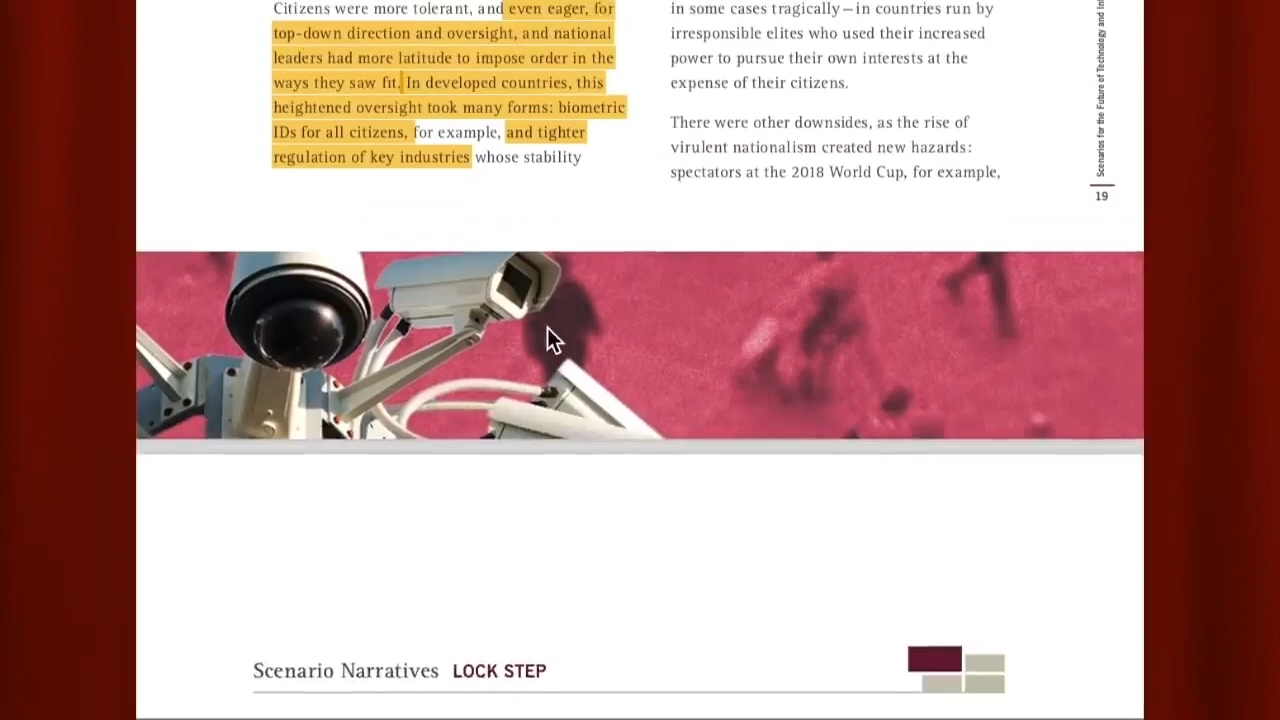 Citizens were more tolerant, and even eager, for
top-down direction and oversight, and national
leaders had more latitude to impose order in the
ways they saw fit. In developed countries, this
heightened oversight took many forms: biometric
IDs for all citizens, for example, and tighter
regulation of key industries whose stability
in some cases tragically—in countries run by
irresponsible elites who used their increased
power to pursue their own interests at the
expense of their citizens.
There were other downsides, as the rise of
virulent nationalism created new hazards:
spectators at the 2018 World Cup, for example,
Scenarios for the Future of Technology and
19
Scenario Narratives LOCK STEP